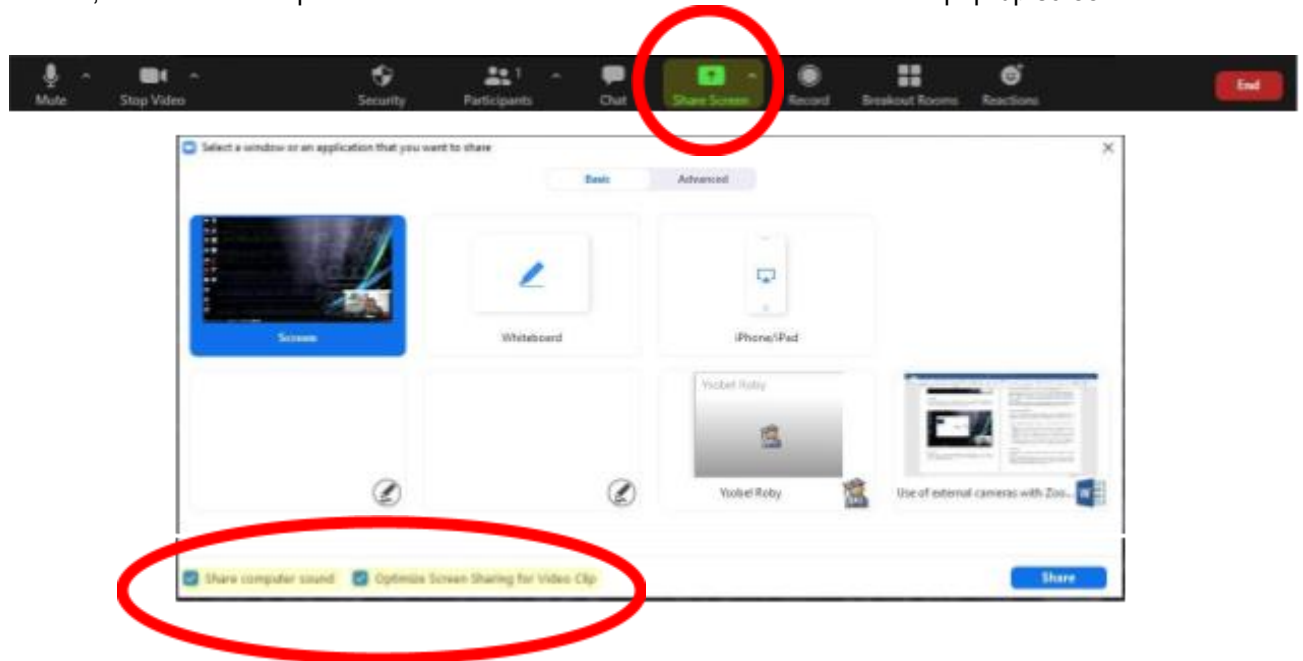 1
Mute Stop Video Security Participants Chat Share Screen Record Breakout Rooms Reactions End
Select a window or an application that you want to share
Basic Advanced
Screen Whiteboard iPhone/iPad
Ysobel Roby
Ysobel Roby Use of external cameras with Zoo...
Share computer sound Optimize Screen Sharing for Video Clip Share